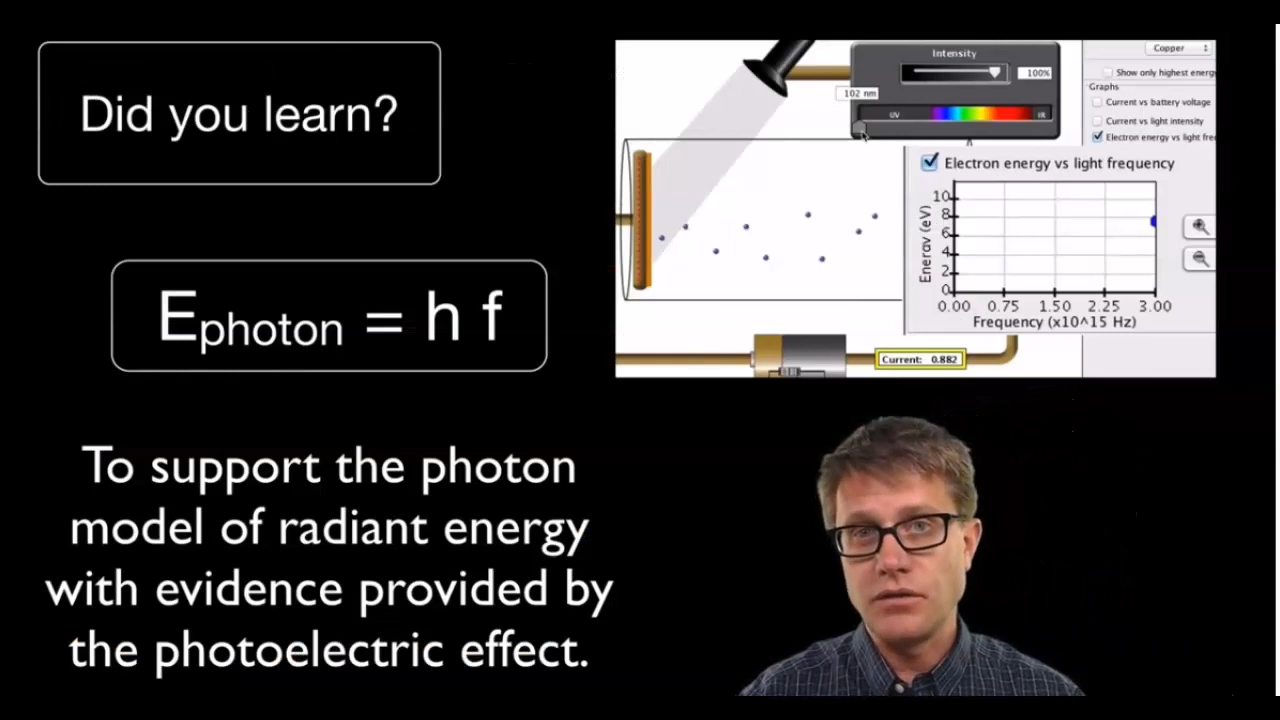 Did you learn?
Ephoton = h f
To support the photon
model of radiant energy
with evidence provided by
the photoelectric effect.
Intensity
100%
102 nm
UV
IR
Copper
Show only highest energy
Graphs
Current vs battery voltage
Current vs light intensity
Electron energy vs light fre
Electron energy vs light frequency
Energy (eV)
10
8
6
4
2
0
0.00 0.75 1.50 2.25 3.00
Frequency (x10^15 Hz)
Current: 0.882